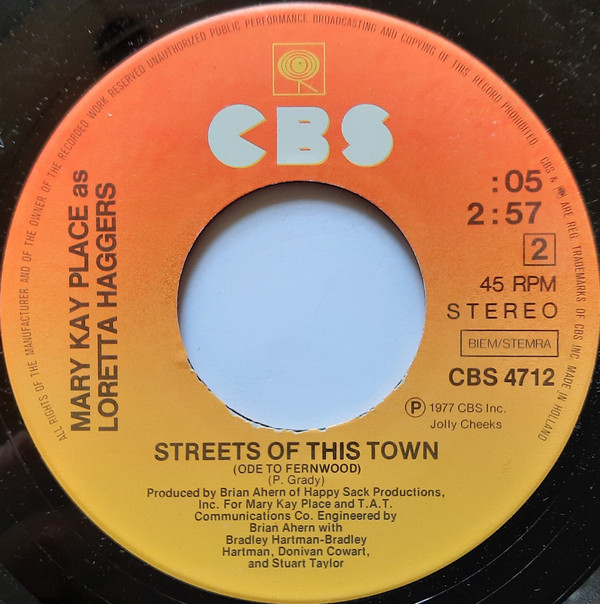 ALL RIGHTS OF THE MANUFACTURER AND OF THE OWNER OF THE RECORDED WORK RESERVED UNAUTHORIZED PUBLIC PERFORMANCE BROADCASTING AND COPYING OF THIS RECORD PROHIBITED
CBS & ARE REG. TRADEMARKS OF CBS INC. MADE IN HOLLAND
CBS
MARY KAY PLACE as
LORETTA HAGGERS
:05
2:57
2
45 RPM
STEREO
BIEM/STEMRA
CBS 4712
Ⓟ 1977 CBS Inc.
Jolly Cheeks
STREETS OF THIS TOWN
(ODE TO FERNWOOD)
(P. Grady)
Produced by Brian Ahern of Happy Sack Productions,
Inc. For Mary Kay Place and T.A.T.
Communications Co. Engineered by
Brian Ahern with
Bradley Hartman-Bradley
Hartman, Donivan Cowart,
and Stuart Taylor